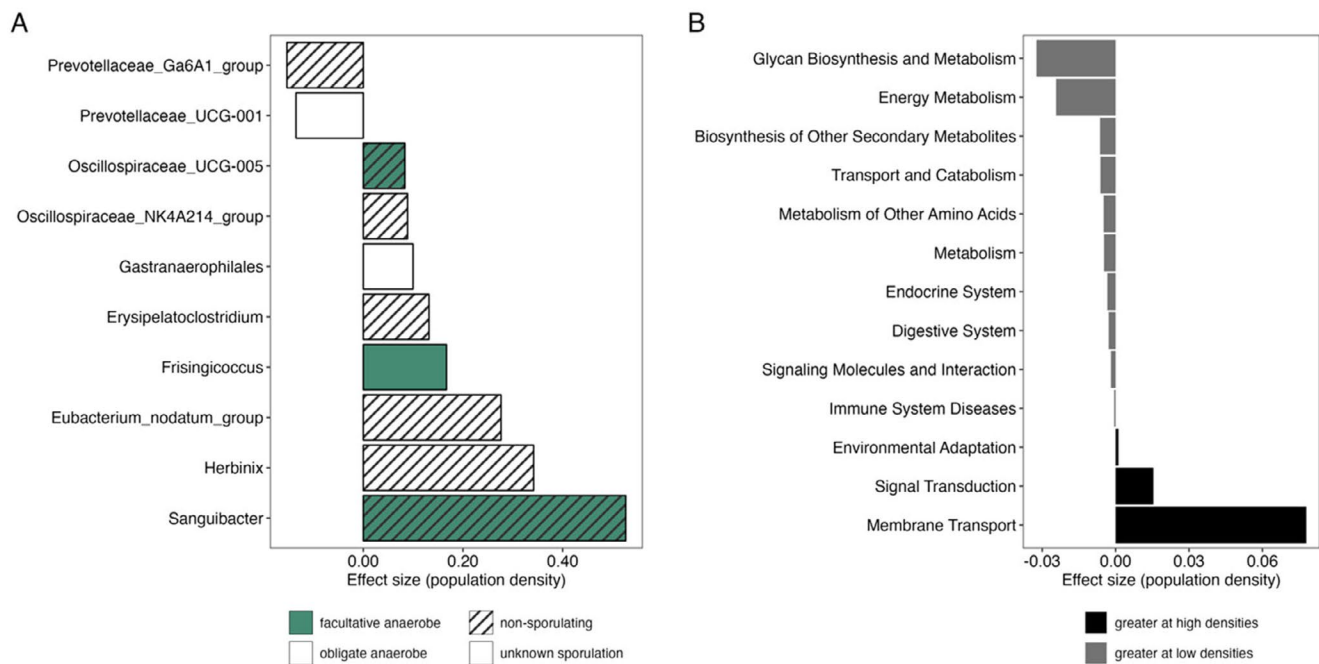 A
Prevotellaceae_Ga6A1_group
Prevotellaceae_UCG-001
Oscillospiraceae_UCG-005
Oscillospiraceae_NK4A214_group
Gastranaerophilales
Erysipelatoclostridium
Frisingicoccus
Eubacterium_nodatum_group
Herbinix
Sanguibacter
0.00 0.20 0.40
Effect size (population density)
facultative anaerobe
non-sporulating
obligate anaerobe
unknown sporulation
B
Glycan Biosynthesis and Metabolism
Energy Metabolism
Biosynthesis of Other Secondary Metabolites
Transport and Catabolism
Metabolism of Other Amino Acids
Metabolism
Endocrine System
Digestive System
Signaling Molecules and Interaction
Immune System Diseases
Environmental Adaptation
Signal Transduction
Membrane Transport
-0.03 0.00 0.03 0.06
Effect size (population density)
greater at high densities
greater at low densities